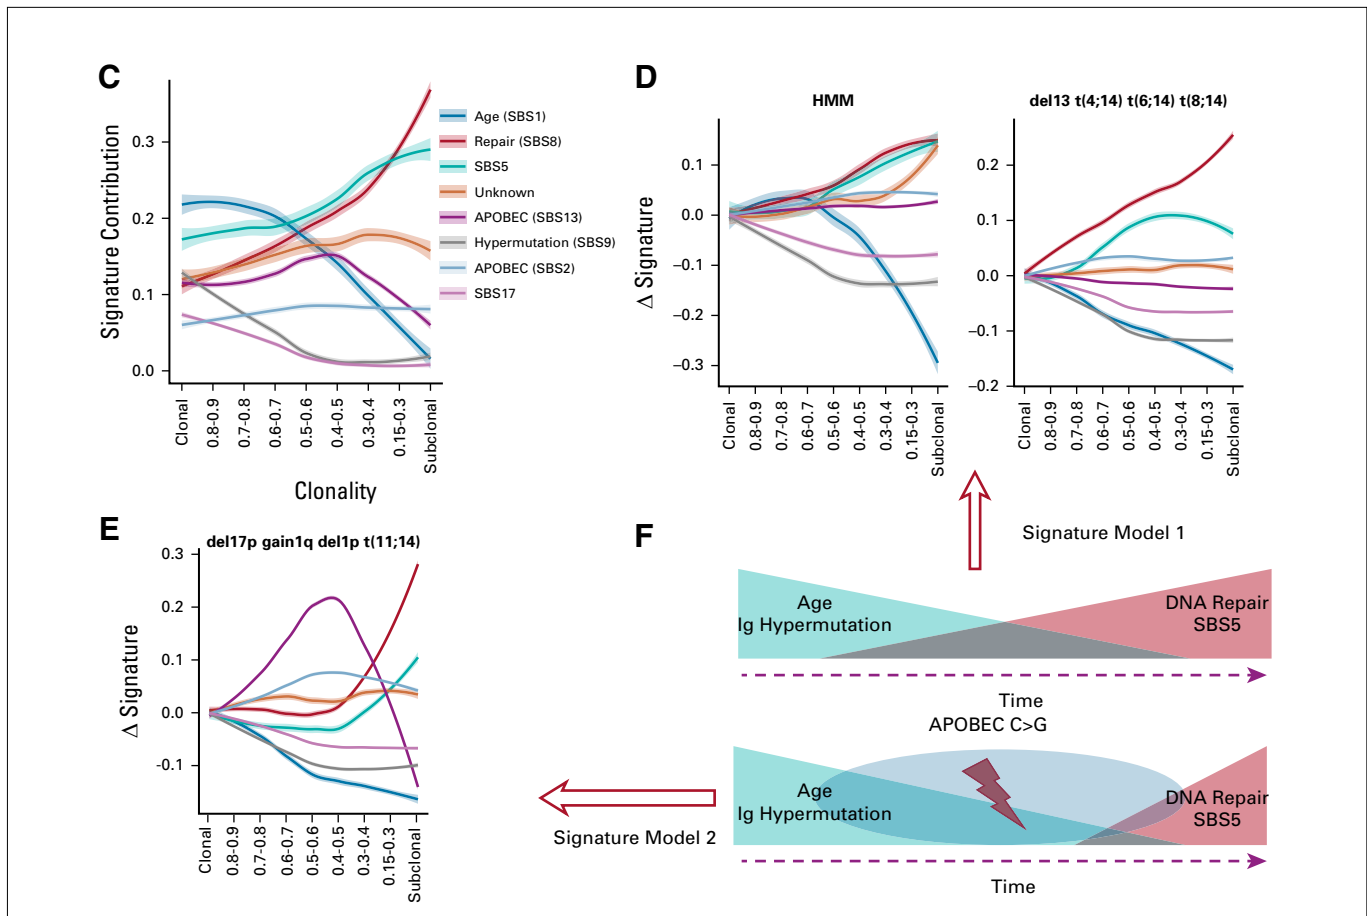 C
Signature Contribution
0.3
0.2
0.1
0.0
Clonal
0.8-0.9
0.7-0.8
0.6-0.7
0.5-0.6
0.4-0.5
0.3-0.4
0.15-0.3
Subclonal
Clonality
Age (SBS1)
Repair (SBS8)
SBS5
Unknown
APOBEC (SBS13)
Hypermutation (SBS9)
APOBEC (SBS2)
SBS17
D
HMM
Δ Signature
0.1
0.0
–0.1
–0.2
–0.3
Clonal
0.8-0.9
0.7-0.8
0.6-0.7
0.5-0.6
0.4-0.5
0.3-0.4
0.15-0.3
Subclonal
del13 t(4;14) t(6;14) t(8;14)
0.2
0.1
0.0
–0.1
–0.2
Clonal
0.8-0.9
0.7-0.8
0.6-0.7
0.5-0.6
0.4-0.5
0.3-0.4
0.15-0.3
Subclonal
E
del17p gain1q del1p t(11;14)
Δ Signature
0.3
0.2
0.1
0.0
-0.1
Clonal
0.8-0.9
0.7-0.8
0.6-0.7
0.5-0.6
0.4-0.5
0.3-0.4
0.15-0.3
Subclonal
F
Signature Model 1
Age
Ig Hypermutation
DNA Repair
SBS5
Time
APOBEC C>G
Age
Ig Hypermutation
DNA Repair
SBS5
Signature Model 2
Time